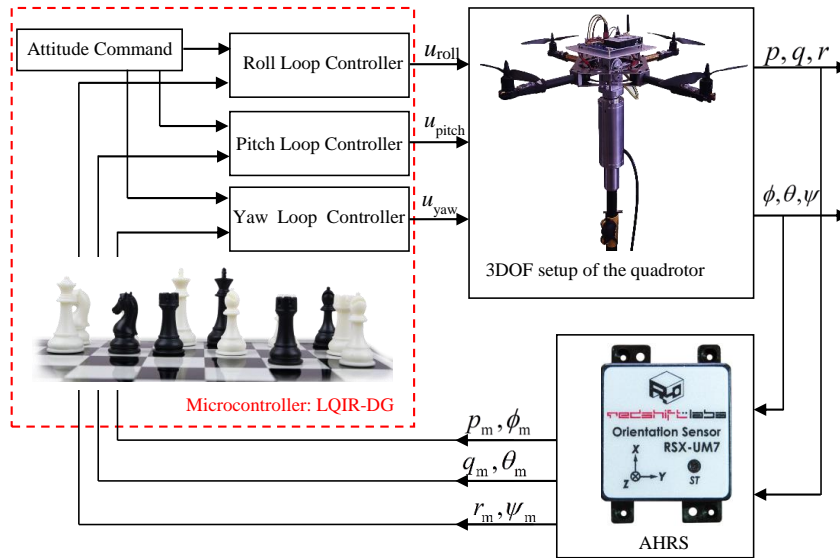 Attitude Command
Roll Loop Controller
Pitch Loop Controller
Yaw Loop Controller
u_roll
u_pitch
u_yaw
p, q, r
ϕ, θ, ψ
3DOF setup of the quadrotor
Microcontroller: LQIR-DG
p_m, ϕ_m
q_m, θ_m
r_m, ψ_m
redshift labs
Orientation Sensor
RSX-UM7
X
Y
Z
ST
AHRS